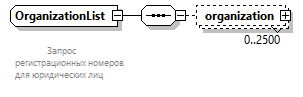 OrganizationList
organization
0..2500
Запрос
регистрационных номеров
для юридических лиц